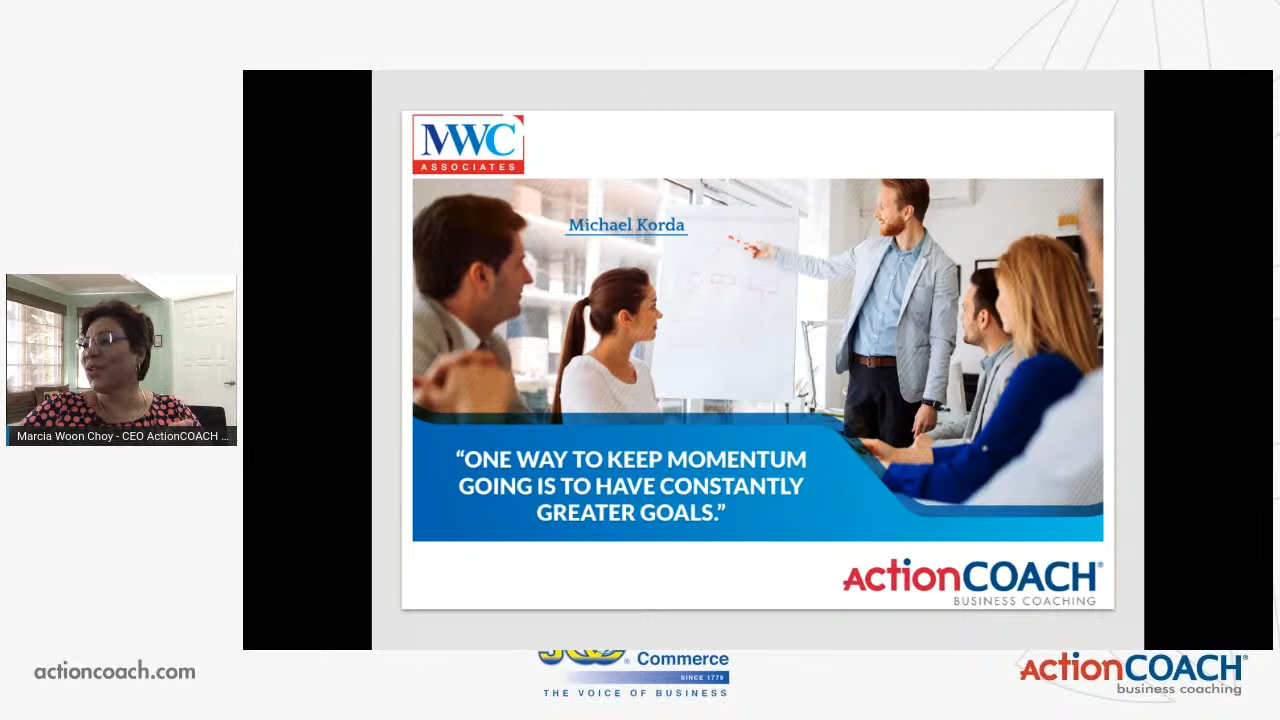 MWC
ASSOCIATES
Michael Korda
“ONE WAY TO KEEP MOMENTUM
GOING IS TO HAVE CONSTANTLY
GREATER GOALS.”
ActionCOACH®
BUSINESS COACHING
Marcia Woon Choy - CEO ActionCOACH ...
actioncoach.com
® Commerce
SINCE 1779
THE VOICE OF BUSINESS
ActionCOACH®
business coaching